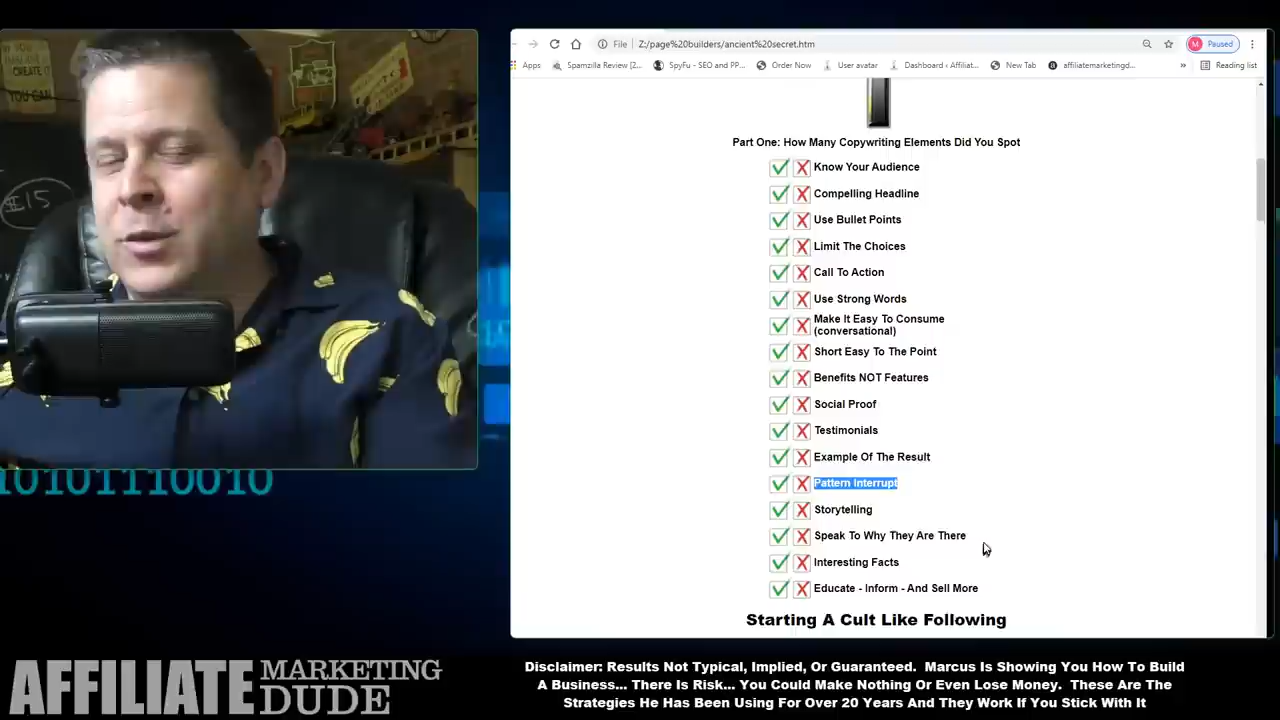 CREATE IT
YOU CAN
$15
10101110010
File
Z:/page%20builders/ancient%20secret.htm
M
Paused
Apps
Spamzilla Review [2...
SpyFu - SEO and PP...
Order Now
User avatar
Dashboard ‹ Affiliat...
New Tab
affiliatemarketingd...
»
Reading list
Part One: How Many Copywriting Elements Did You Spot
Know Your Audience
Compelling Headline
Use Bullet Points
Limit The Choices
Call To Action
Use Strong Words
Make It Easy To Consume
(conversational)
Short Easy To The Point
Benefits NOT Features
Social Proof
Testimonials
Example Of The Result
Pattern Interrupt
Storytelling
Speak To Why They Are There
Interesting Facts
Educate - Inform - And Sell More
Starting A Cult Like Following
AFFILIATE MARKETING
DUDE
Disclaimer: Results Not Typical, Implied, Or Guaranteed. Marcus Is Showing You How To Build
A Business... There Is Risk... You Could Make Nothing Or Even Lose Money. These Are The
Strategies He Has Been Using For Over 20 Years And They Work If You Stick With It